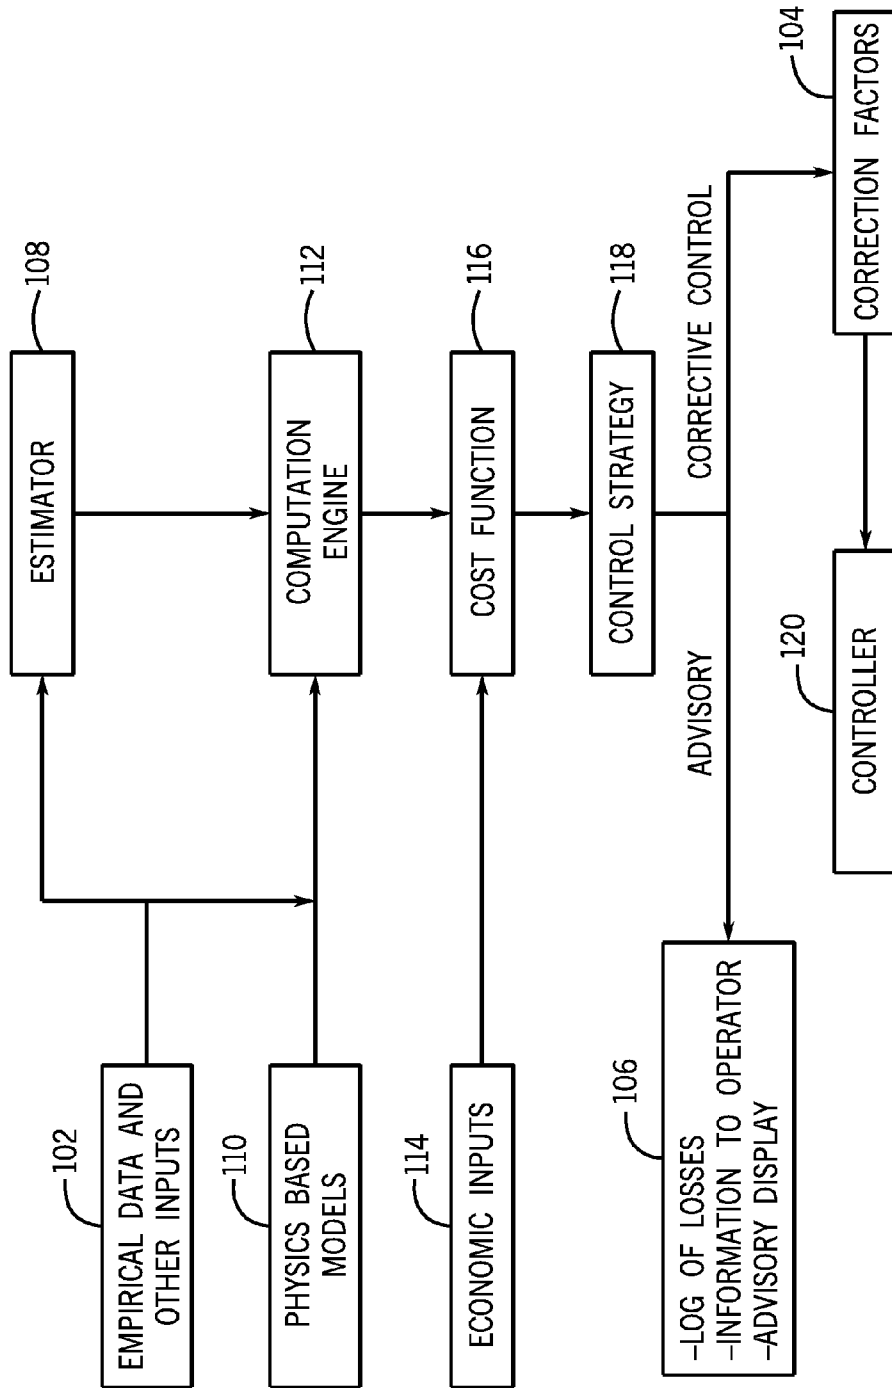 102
EMPIRICAL DATA AND
OTHER INPUTS
108
ESTIMATOR
110
PHYSICS BASED
MODELS
112
COMPUTATION
ENGINE
114
ECONOMIC INPUTS
116
COST FUNCTION
118
CONTROL STRATEGY
ADVISORY
CORRECTIVE CONTROL
106
-LOG OF LOSSES
-INFORMATION TO OPERATOR
-ADVISORY DISPLAY
120
CONTROLLER
104
CORRECTION FACTORS